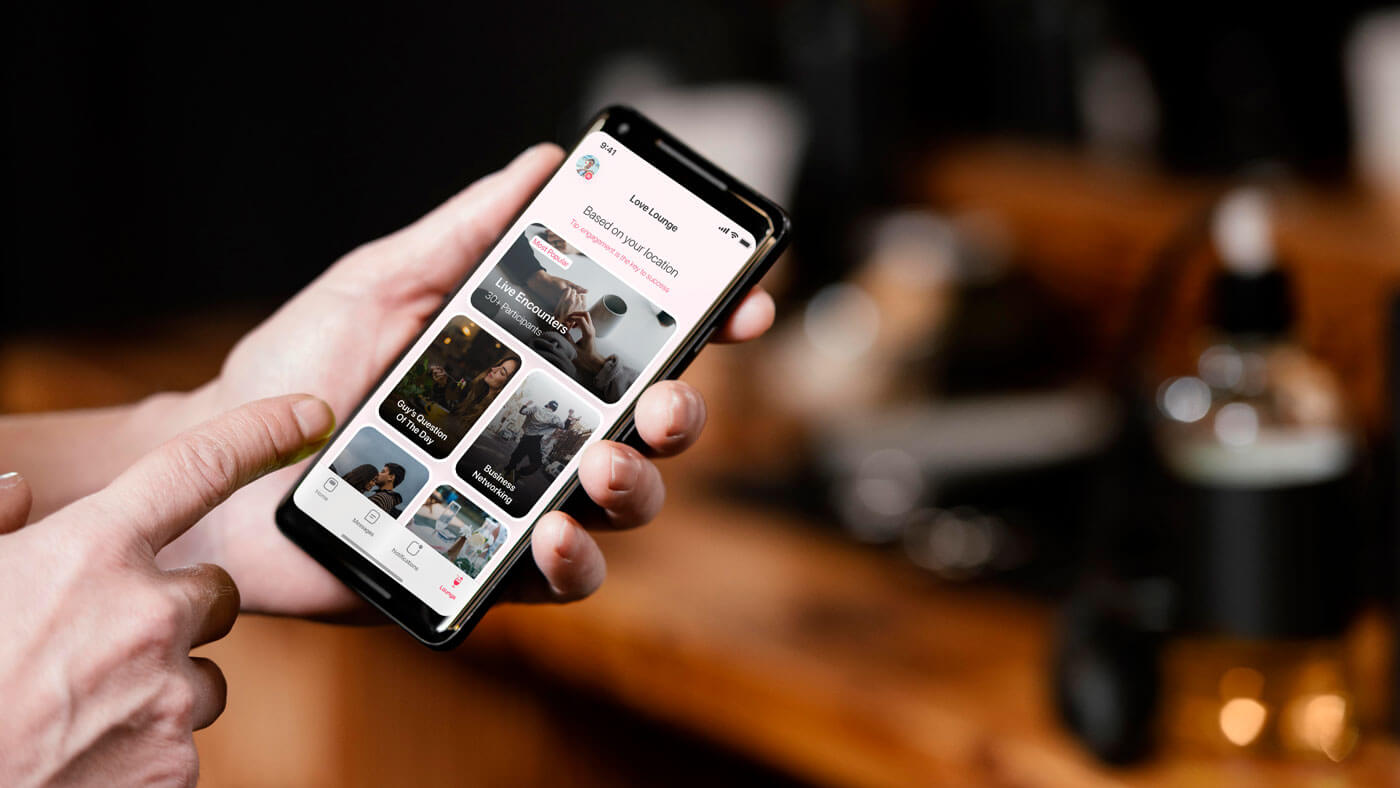 9:41
Love Lounge
Based on your location
Tip: engagement is the key to success
Most Popular
Live Encounters
30+ Participants
Guy's Question
Of The Day
Business
Networking
Home
Messages
Notifications
Lounge